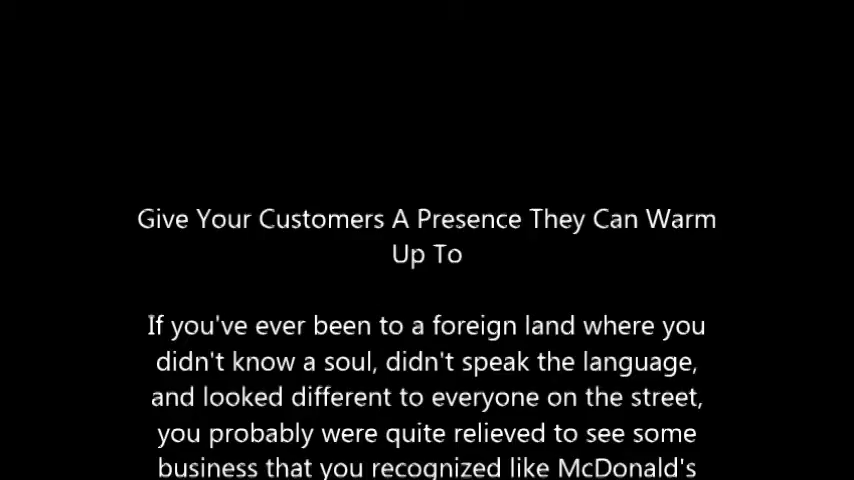 Give Your Customers A Presence They Can Warm
Up To
If you've ever been to a foreign land where you
didn't know a soul, didn't speak the language,
and looked different to everyone on the street,
you probably were quite relieved to see some
business that you recognized like McDonald's